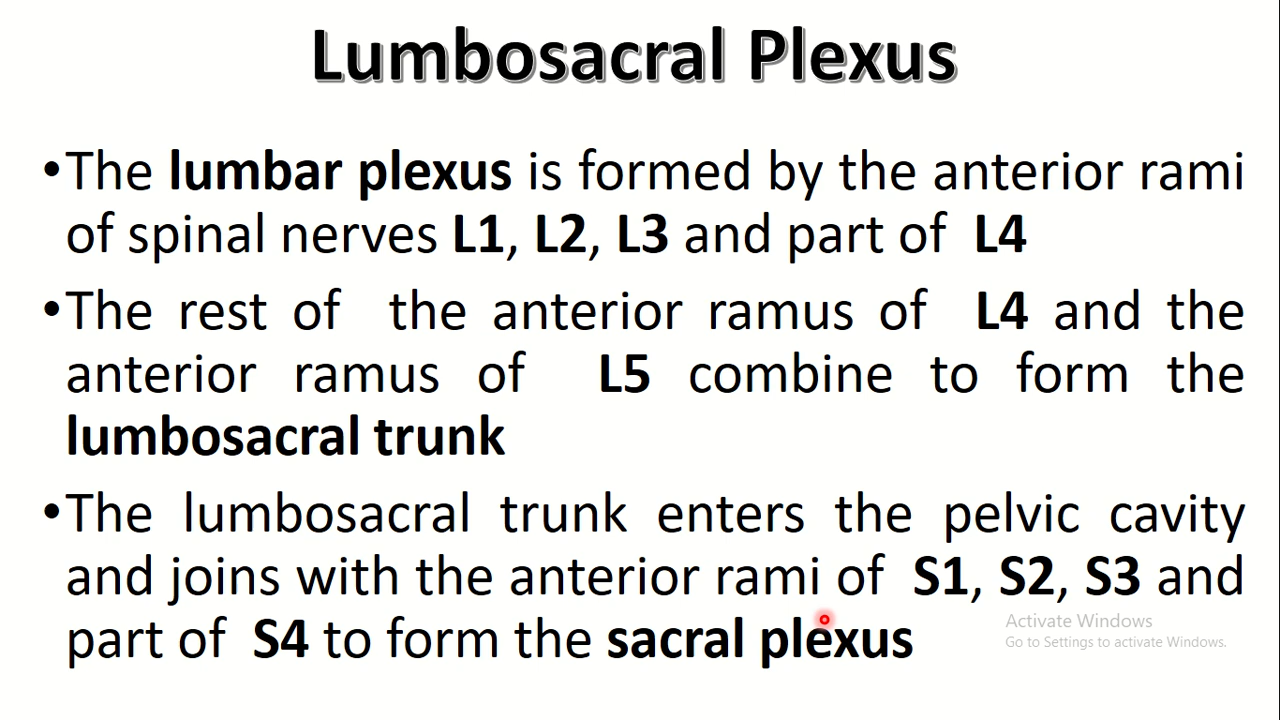 Lumbosacral Plexus
•The lumbar plexus is formed by the anterior rami
of spinal nerves L1, L2, L3 and part of L4
•The rest of the anterior ramus of L4 and the
anterior ramus of L5 combine to form the
lumbosacral trunk
•The lumbosacral trunk enters the pelvic cavity
and joins with the anterior rami of S1, S2, S3 and
part of S4 to form the sacral plexus
Activate Windows
Go to Settings to activate Windows.